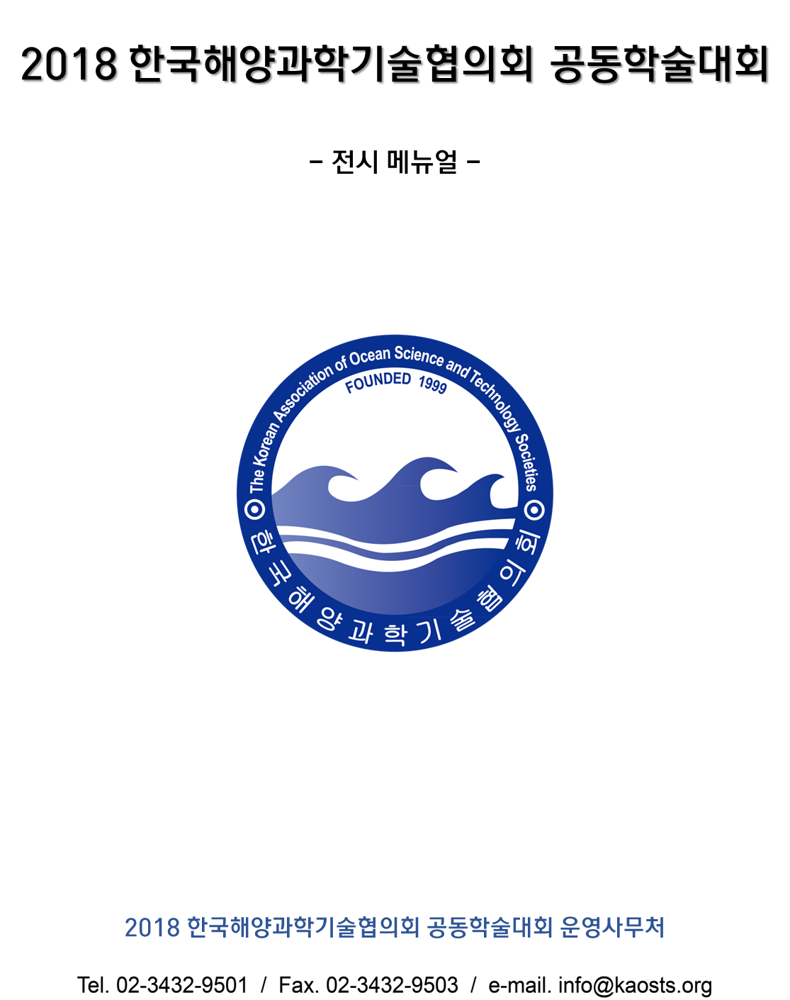 2018 한국해양과학기술협의회 공동학술대회
- 전시 메뉴얼 -
The Korean Association of Ocean Science and Technology Societies
FOUNDED 1999
한국해양과학기술협의회
2018 한국해양과학기술협의회 공동학술대회 운영사무처
Tel. 02-3432-9501 / Fax. 02-3432-9503 / e-mail. info@kaosts.org